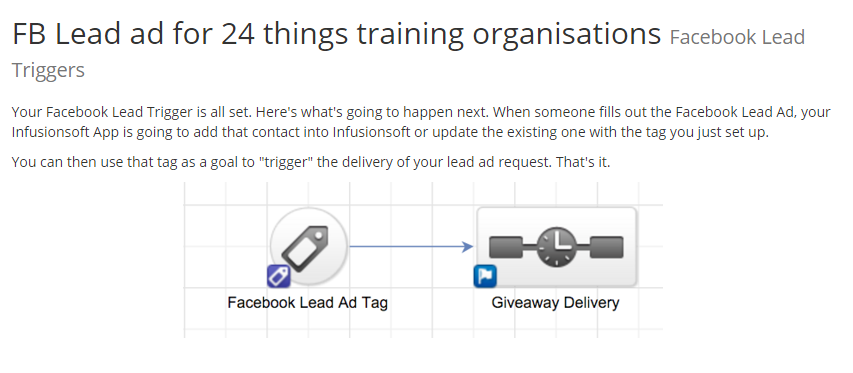 FB Lead ad for 24 things training organisations Facebook Lead
Triggers
Your Facebook Lead Trigger is all set. Here's what's going to happen next. When someone fills out the Facebook Lead Ad, your
Infusionsoft App is going to add that contact into Infusionsoft or update the existing one with the tag you just set up.
You can then use that tag as a goal to "trigger" the delivery of your lead ad request. That's it.
Facebook Lead Ad Tag
Giveaway Delivery